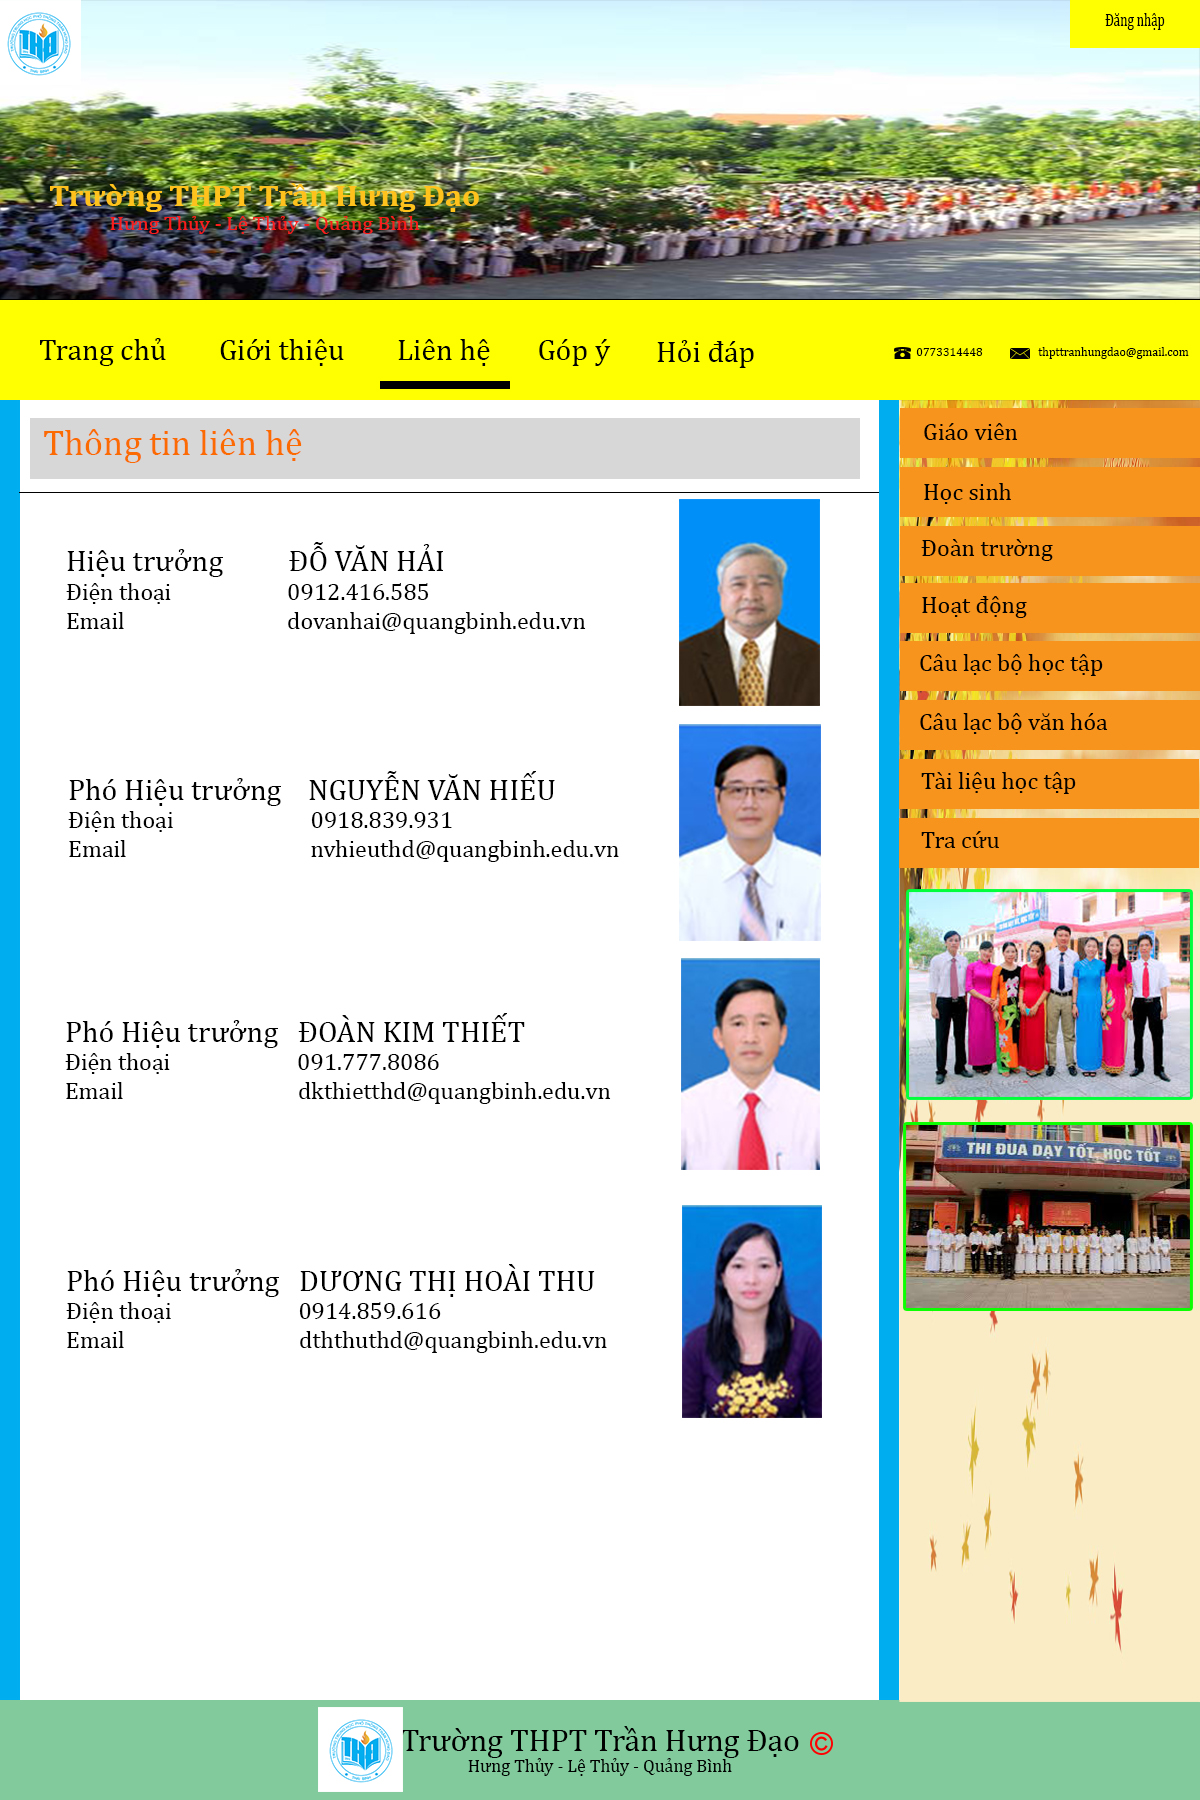 Đăng nhập
THĐ
Trường THPT Trần Hưng Đạo
Hưng Thủy - Lệ Thủy - Quảng Bình
Trang chủ
Giới thiệu
Liên hệ
Góp ý
Hỏi đáp
0773314448
thpttranhungdao@gmail.com
Thông tin liên hệ
Hiệu trưởng ĐỖ VĂN HẢI
Điện thoại 0912.416.585
Email dovanhai@quangbinh.edu.vn
Phó Hiệu trưởng NGUYỄN VĂN HIẾU
Điện thoại 0918.839.931
Email nvhieuthd@quangbinh.edu.vn
Phó Hiệu trưởng ĐOÀN KIM THIẾT
Điện thoại 091.777.8086
Email dkthietthd@quangbinh.edu.vn
Phó Hiệu trưởng DƯƠNG THỊ HOÀI THU
Điện thoại 0914.859.616
Email dththuthd@quangbinh.edu.vn
Giáo viên
Học sinh
Đoàn trường
Hoạt động
Câu lạc bộ học tập
Câu lạc bộ văn hóa
Tài liệu học tập
Tra cứu
THI ĐUA DẠY TỐT, HỌC TỐT
THĐ
Trường THPT Trần Hưng Đạo ©
Hưng Thủy - Lệ Thủy - Quảng Bình